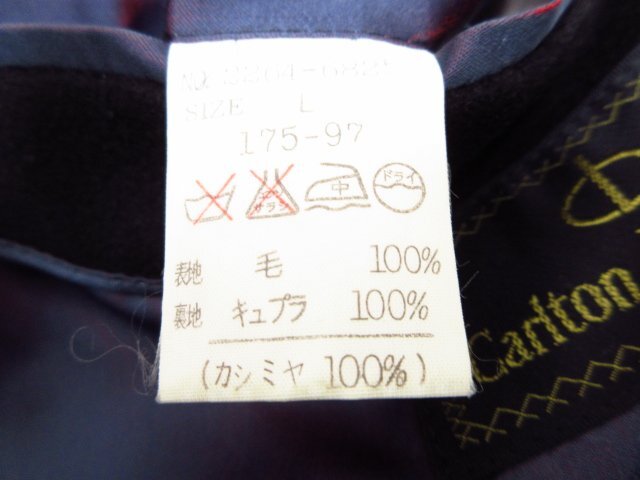 SIZE L
175-97
中
ドライ
表地 毛 100%
裏地 キュプラ 100%
(カシミヤ 100%)
Carlton